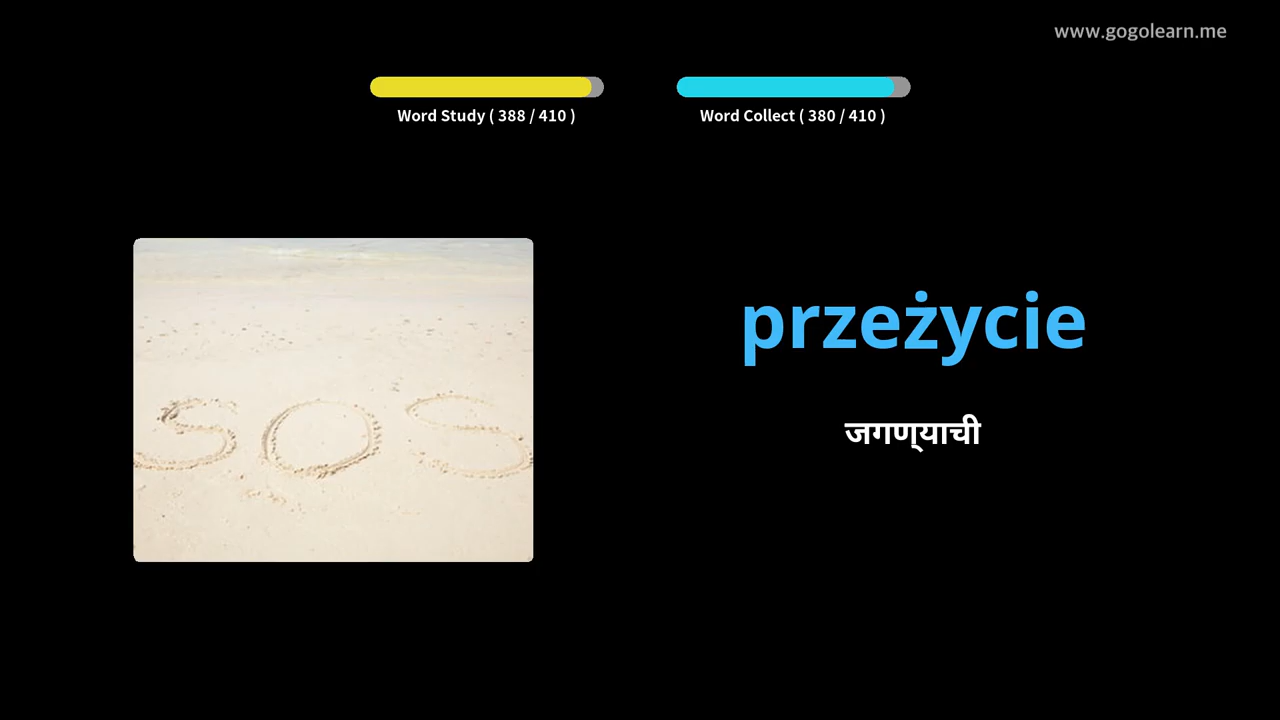 www.gogolearn.me
Word Study ( 388 / 410 )
Word Collect ( 380 / 410 )
SOS
przeżycie
जगण्याची